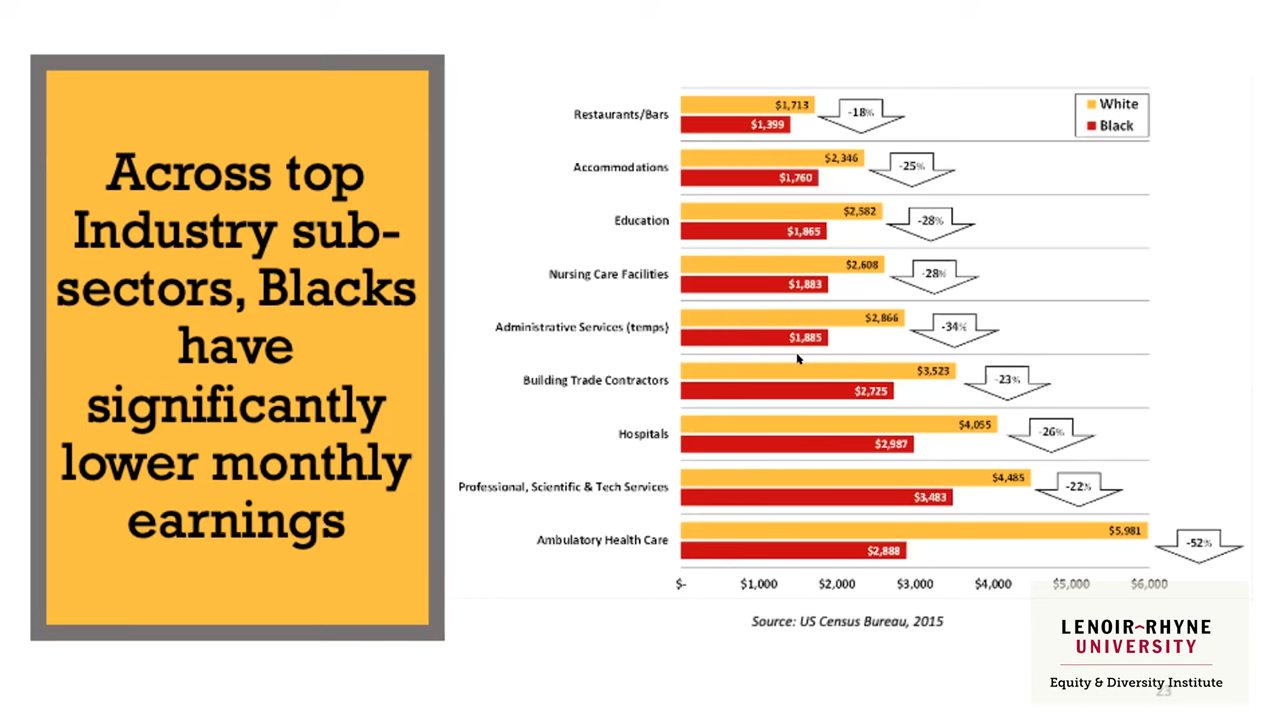 Across top
Industry sub-
sectors, Blacks
have
significantly
lower monthly
earnings
White
Black
Restaurants/Bars
$1,713
$1,399
-18%
Accommodations
$2,346
$1,760
-25%
Education
$2,582
$1,865
-28%
Nursing Care Facilities
$2,608
$1,883
-28%
Administrative Services (temps)
$2,866
$1,885
-34%
Building Trade Contractors
$3,523
$2,725
-23%
Hospitals
$4,055
$2,987
-26%
Professional, Scientific & Tech Services
$4,485
$3,483
-22%
Ambulatory Health Care
$5,981
$2,888
-52%
$- $1,000 $2,000 $3,000 $4,000 $5,000 $6,000
Source: US Census Bureau, 2015
LENOIR-RHYNE
UNIVERSITY
Equity & Diversity Institute
23